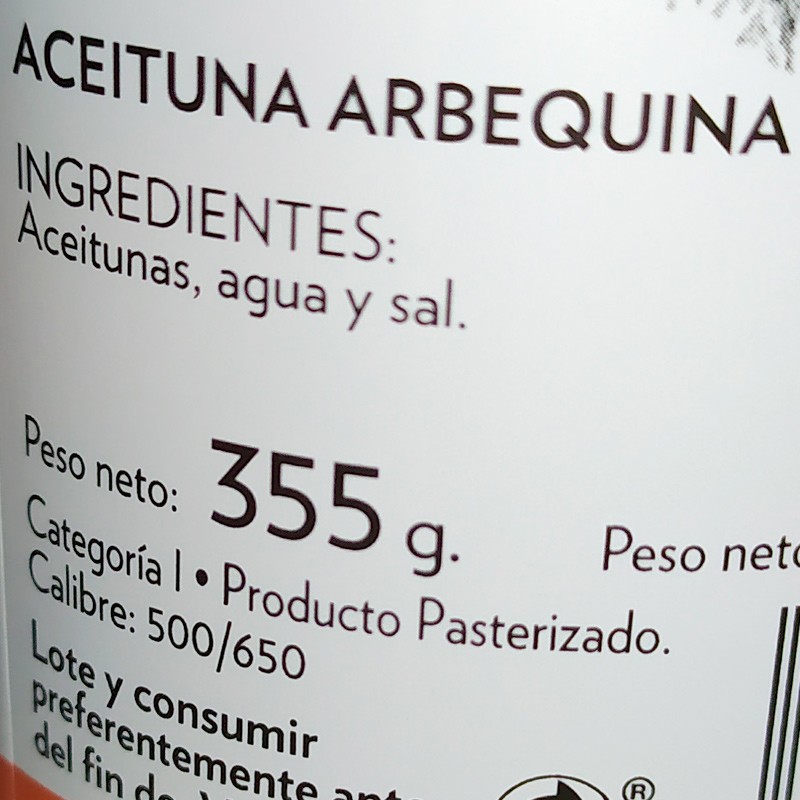 ACEITUNA ARBEQUINA
INGREDIENTES:
Aceitunas, agua y sal.
Peso neto: 355 g.
Peso neto
Categoría I • Producto Pasterizado.
Calibre: 500/650
Lote y consumir
preferentemente
del fin de
®